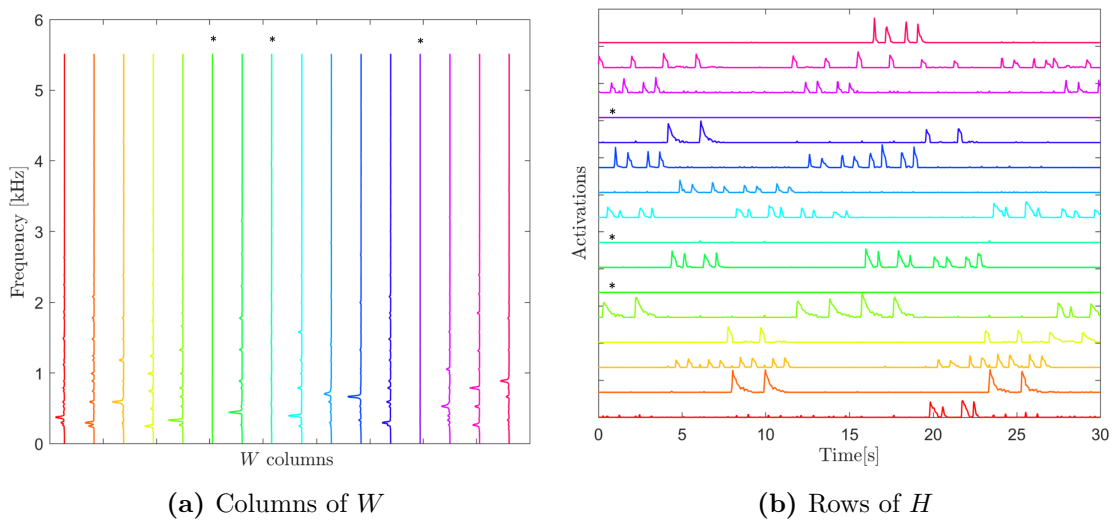 6
5
4
3
2
1
0
Frequency [kHz]
* * *
W columns
(a) Columns of W
Activations
*
*
*
0 5 10 15 20 25 30
Time[s]
(b) Rows of H